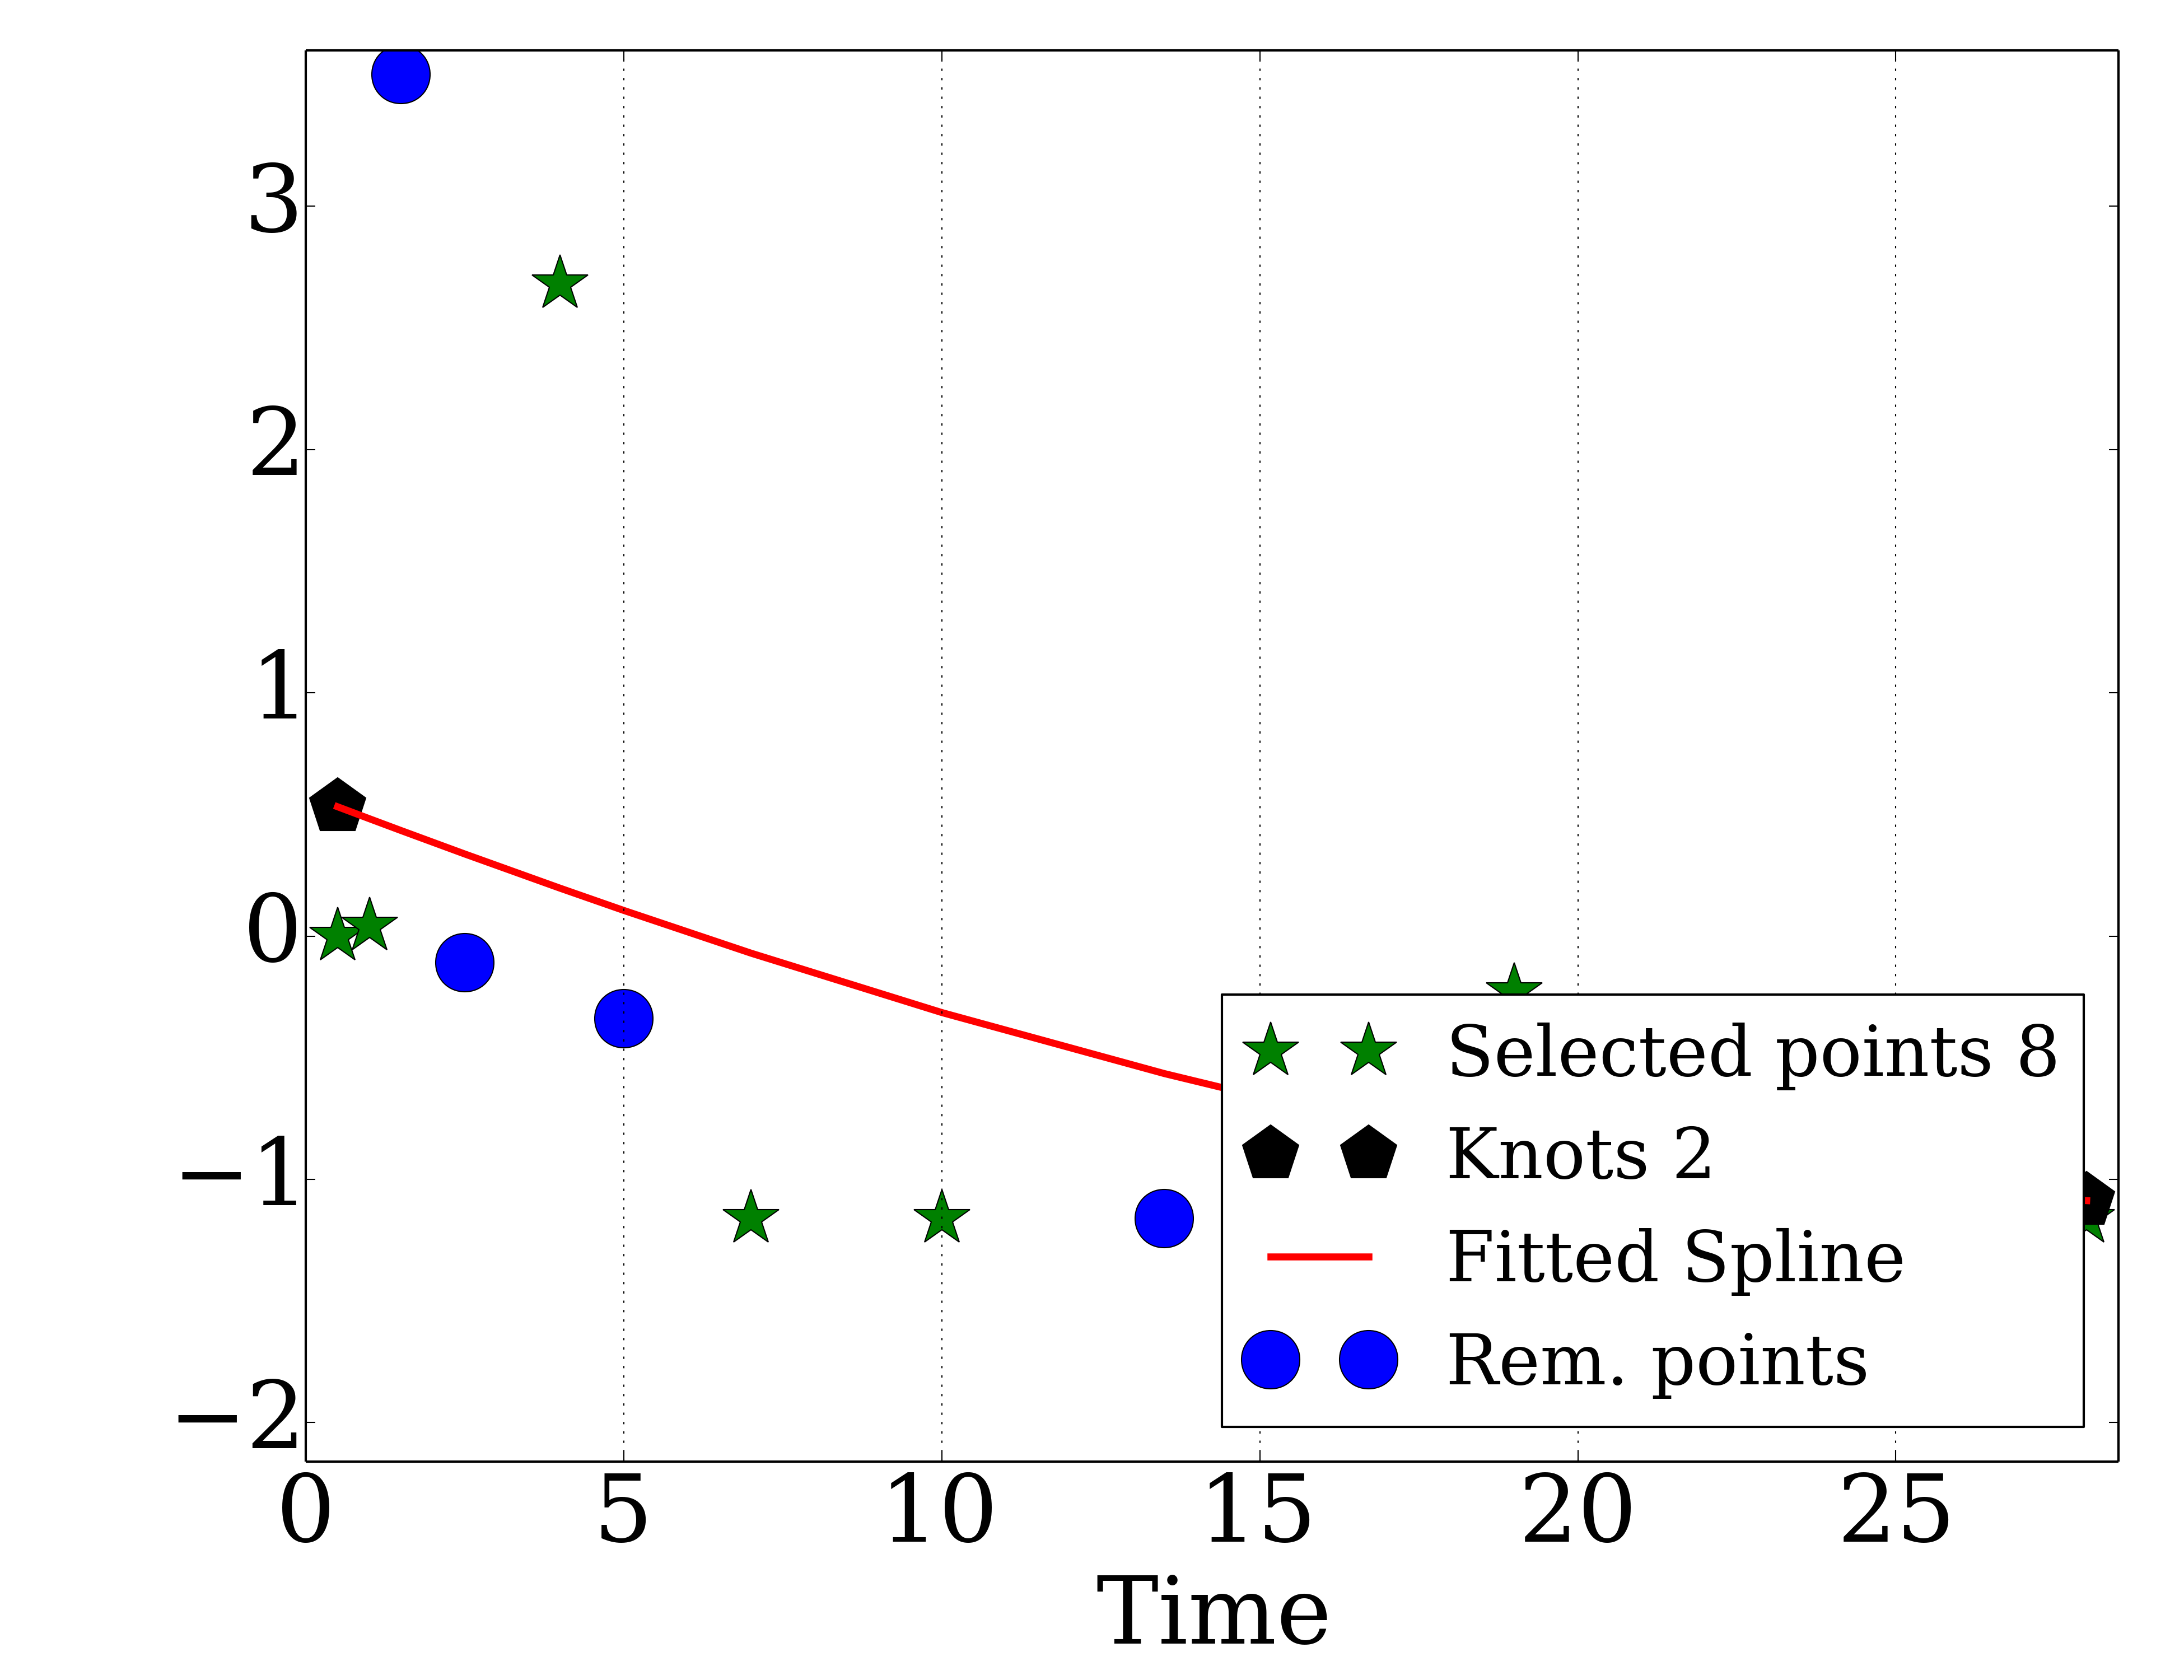 3
2
1
0
−1
−2
0 5 10 15 20 25
Time
Selected points 8
Knots 2
Fitted Spline
Rem. points